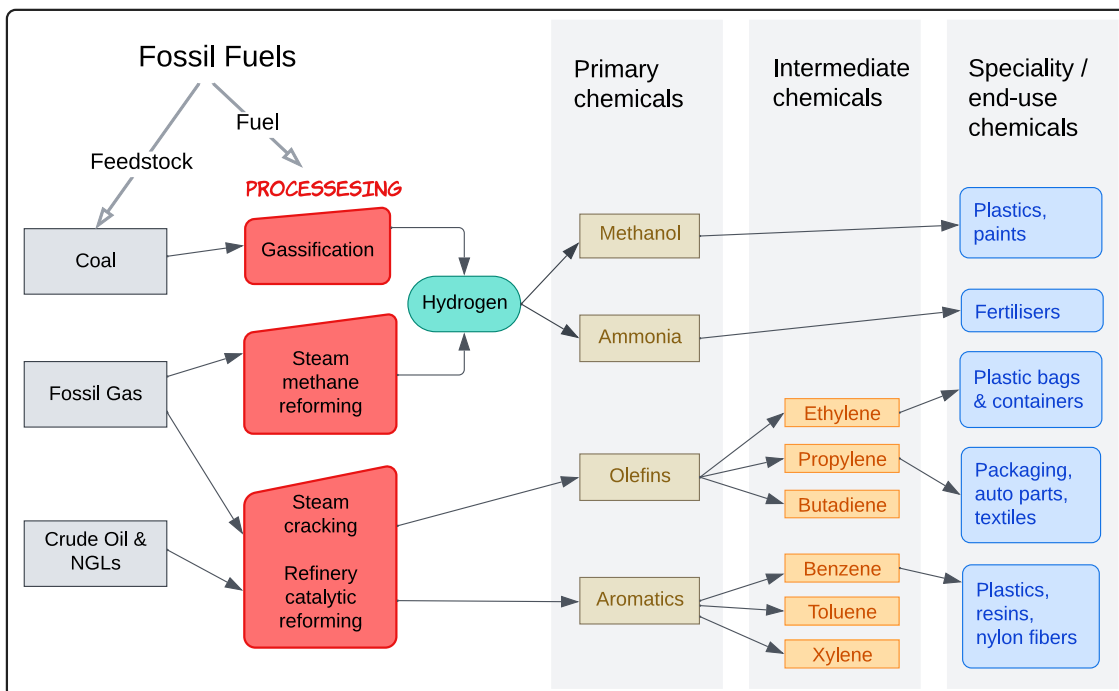 Fossil Fuels
Fuel
Feedstock
PROCESSESING
Primary
chemicals
Intermediate
chemicals
Speciality /
end-use
chemicals
Coal
Gassification
Hydrogen
Methanol
Plastics,
paints
Fossil Gas
Steam
methane
reforming
Ammonia
Fertilisers
Crude Oil &
NGLs
Steam
cracking
Refinery
catalytic
reforming
Olefins
Ethylene
Propylene
Butadiene
Plastic bags
& containers
Packaging,
auto parts,
textiles
Aromatics
Benzene
Toluene
Xylene
Plastics,
resins,
nylon fibers